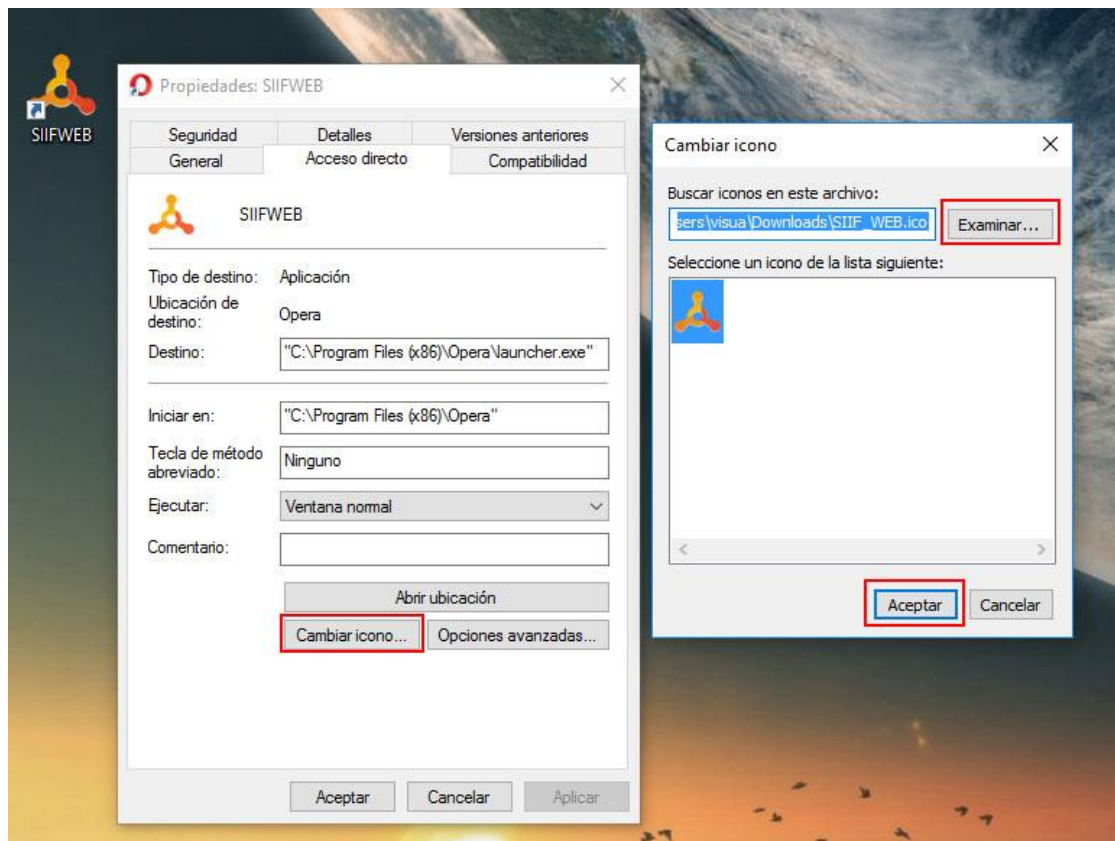 SIIFWEB
Propiedades: SIIFWEB
Seguridad
Detalles
Versiones anteriores
General
Acceso directo
Compatibilidad
SIIFWEB
Tipo de destino:
Aplicación
Ubicación de
destino:
Opera
Destino:
"C:\Program Files (x86)\Opera\launcher.exe"
Iniciar en:
"C:\Program Files (x86)\Opera"
Tecla de método
abreviado:
Ninguno
Ejecutar:
Ventana normal
Comentario:
Abrir ubicación
Cambiar icono...
Opciones avanzadas...
Aceptar
Cancelar
Aplicar
Cambiar icono
Buscar iconos en este archivo:
sers\visua\Downloads\SIIF_WEB.ico
Examinar...
Seleccione un icono de la lista siguiente:
Aceptar
Cancelar